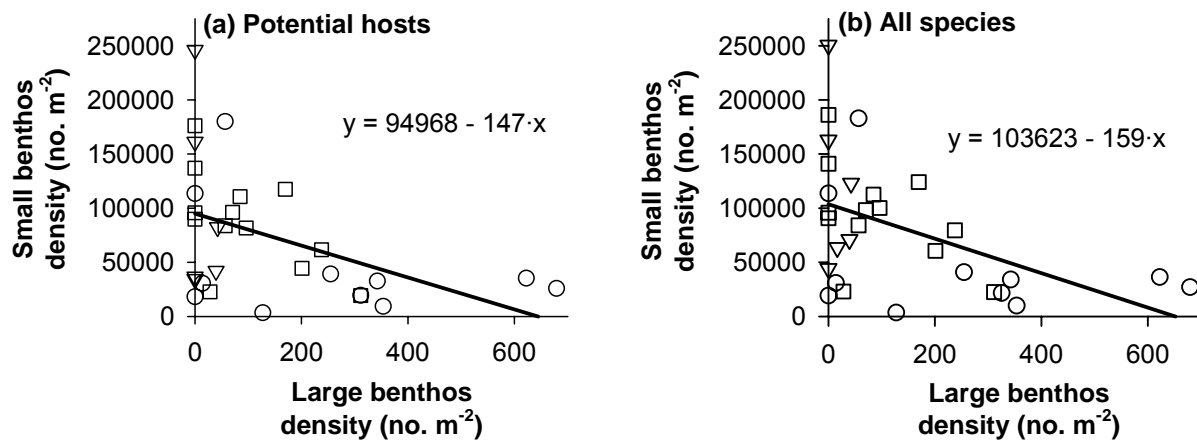 (a) Potential hosts
250000
200000
150000
100000
50000
0
Small benthos
density (no. m⁻²)
y = 94968 - 147·x
0 200 400 600
Large benthos
density (no. m⁻²)
(b) All species
250000
200000
150000
100000
50000
0
Small benthos
density (no. m⁻²)
y = 103623 - 159·x
0 200 400 600
Large benthos
density (no. m⁻²)